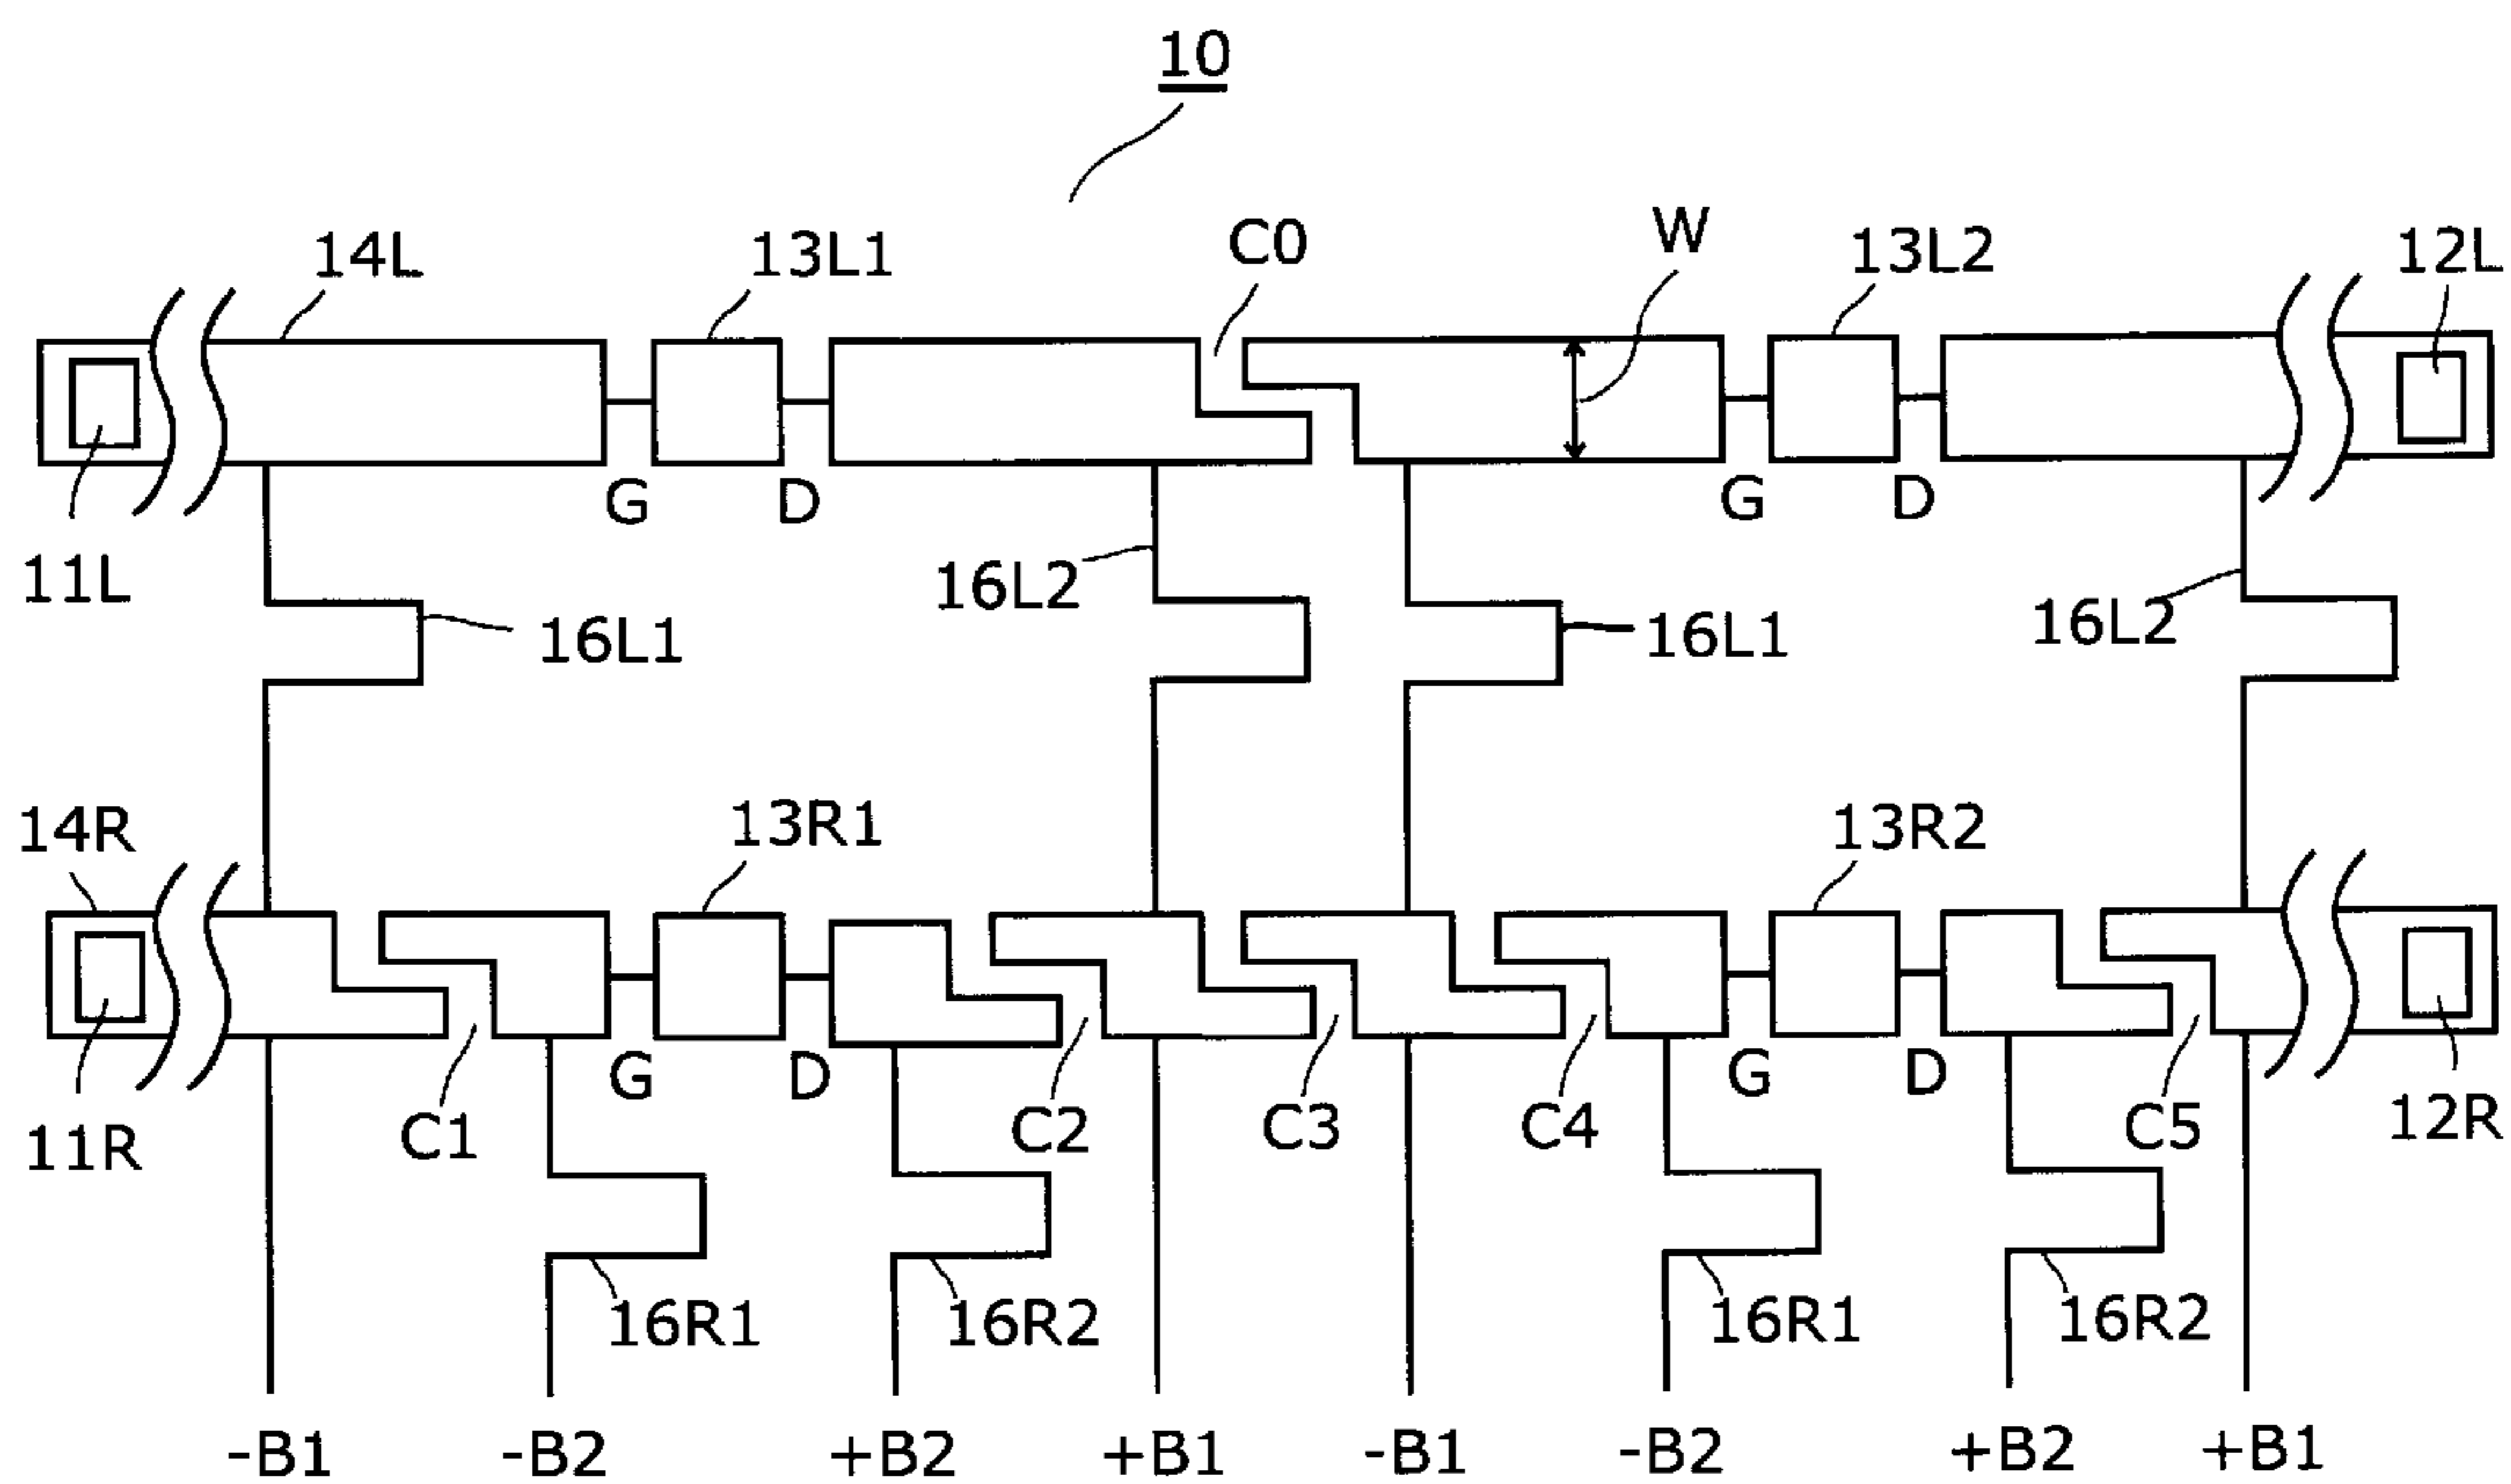 10
14L 13L1 C0 W 13L2 12L
G D G D
11L 16L1 16L2 16L1 16L2
14R 13R1 13R2
G D G D
11R C1 C2 C3 C4 C5 12R
16R1 16R2 16R1 16R2
-B1 -B2 +B2 +B1 -B1 -B2 +B2 +B1